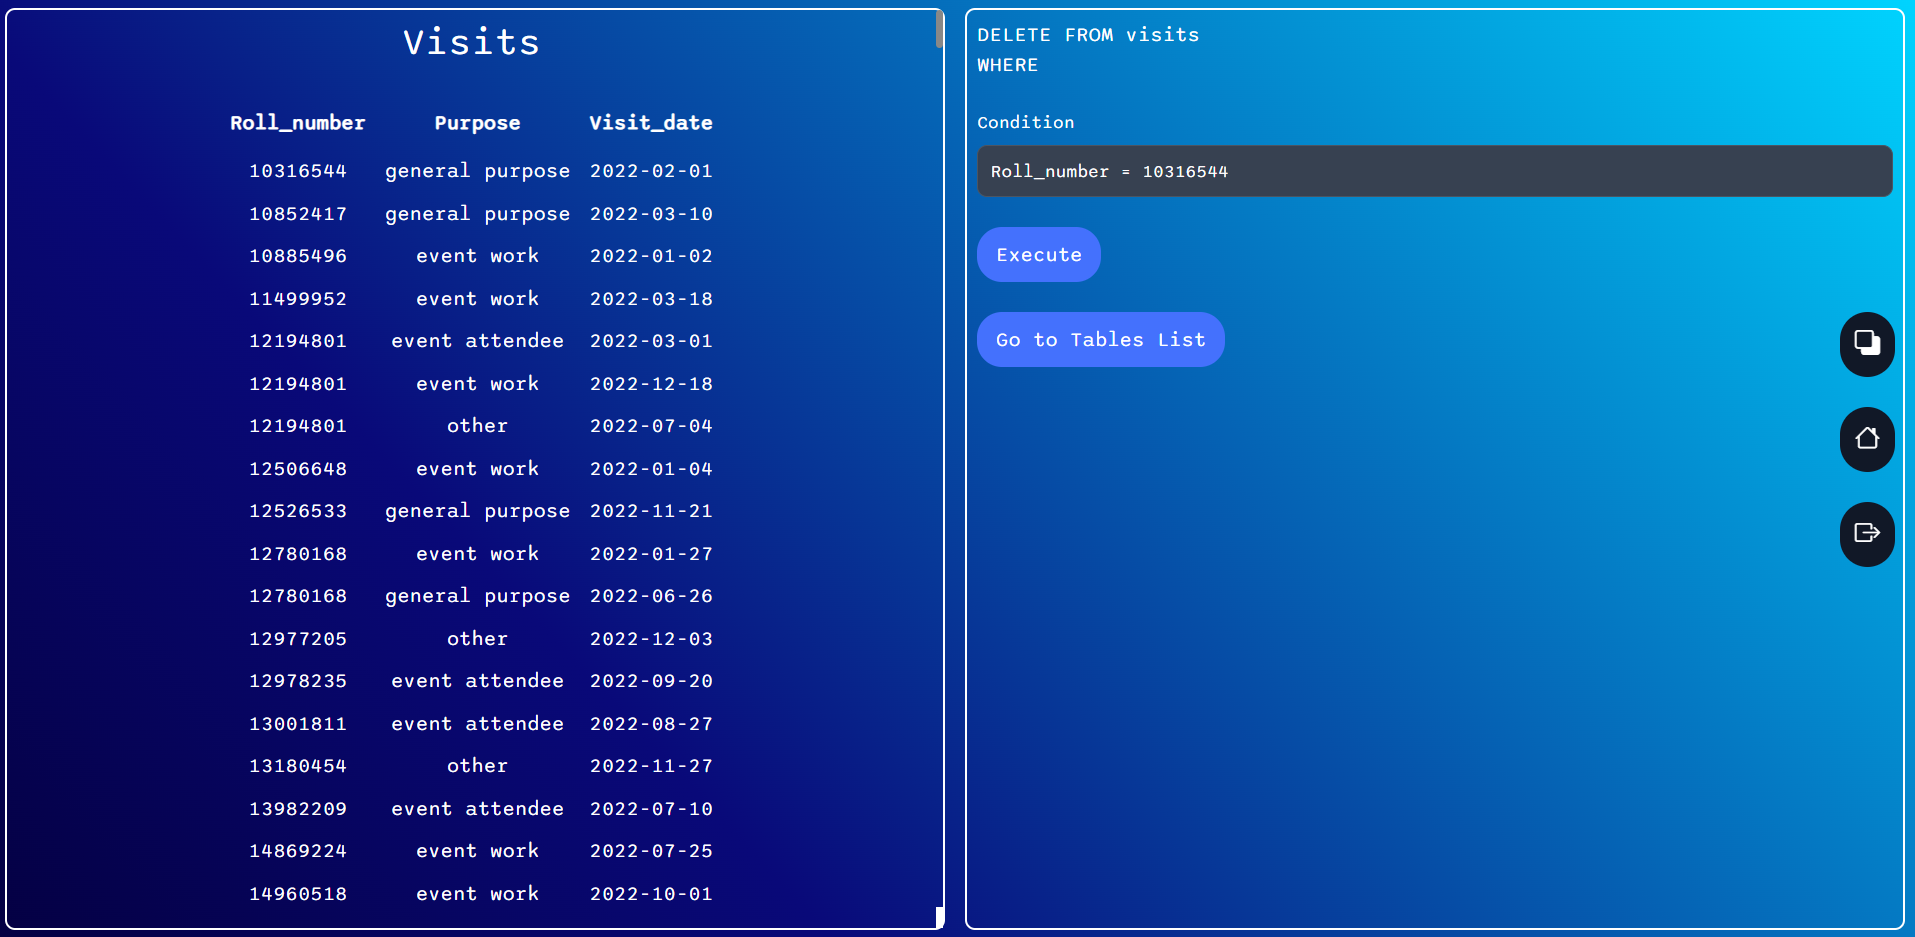 Visits
Roll_number Purpose Visit_date
10316544 general purpose 2022-02-01
10852417 general purpose 2022-03-10
10885496 event work 2022-01-02
11499952 event work 2022-03-18
12194801 event attendee 2022-03-01
12194801 event work 2022-12-18
12194801 other 2022-07-04
12506648 event work 2022-01-04
12526533 general purpose 2022-11-21
12780168 event work 2022-01-27
12780168 general purpose 2022-06-26
12977205 other 2022-12-03
12978235 event attendee 2022-09-20
13001811 event attendee 2022-08-27
13180454 other 2022-11-27
13982209 event attendee 2022-07-10
14869224 event work 2022-07-25
14960518 event work 2022-10-01
DELETE FROM visits
WHERE
Condition
Roll_number = 10316544
Execute
Go to Tables List